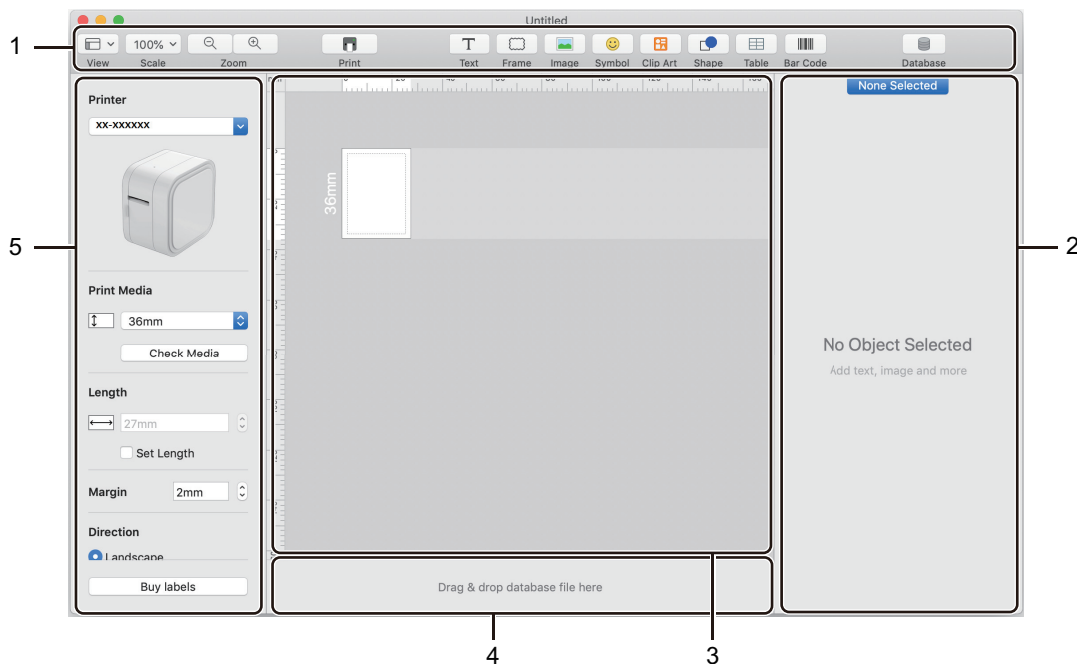 Untitled
1
100%
View Scale Zoom Print Text Frame Image Symbol Clip Art Shape Table Bar Code Database
Printer
XX-XXXXXX
Print Media
36mm
Check Media
Length
27mm
Set Length
Margin 2mm
Direction
Landscape
Buy labels
5
36mm
None Selected
No Object Selected
Add text, image and more
2
Drag & drop database file here
4
3